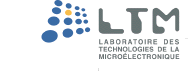 LTM
LABORATOIRE DES
TECHNOLOGIES DE LA
MICROÉLECTRONIQUE